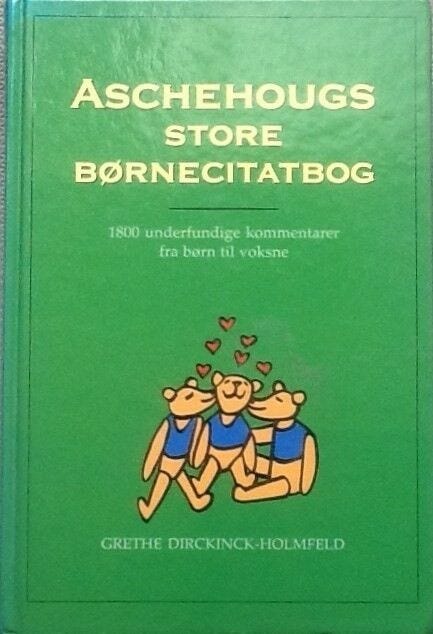 ASCHEHOUGS
STORE
BØRNECITATBOG
1800 underfundige kommentarer
fra børn til voksne
GRETHE DIRCKINCK-HOLMFELD